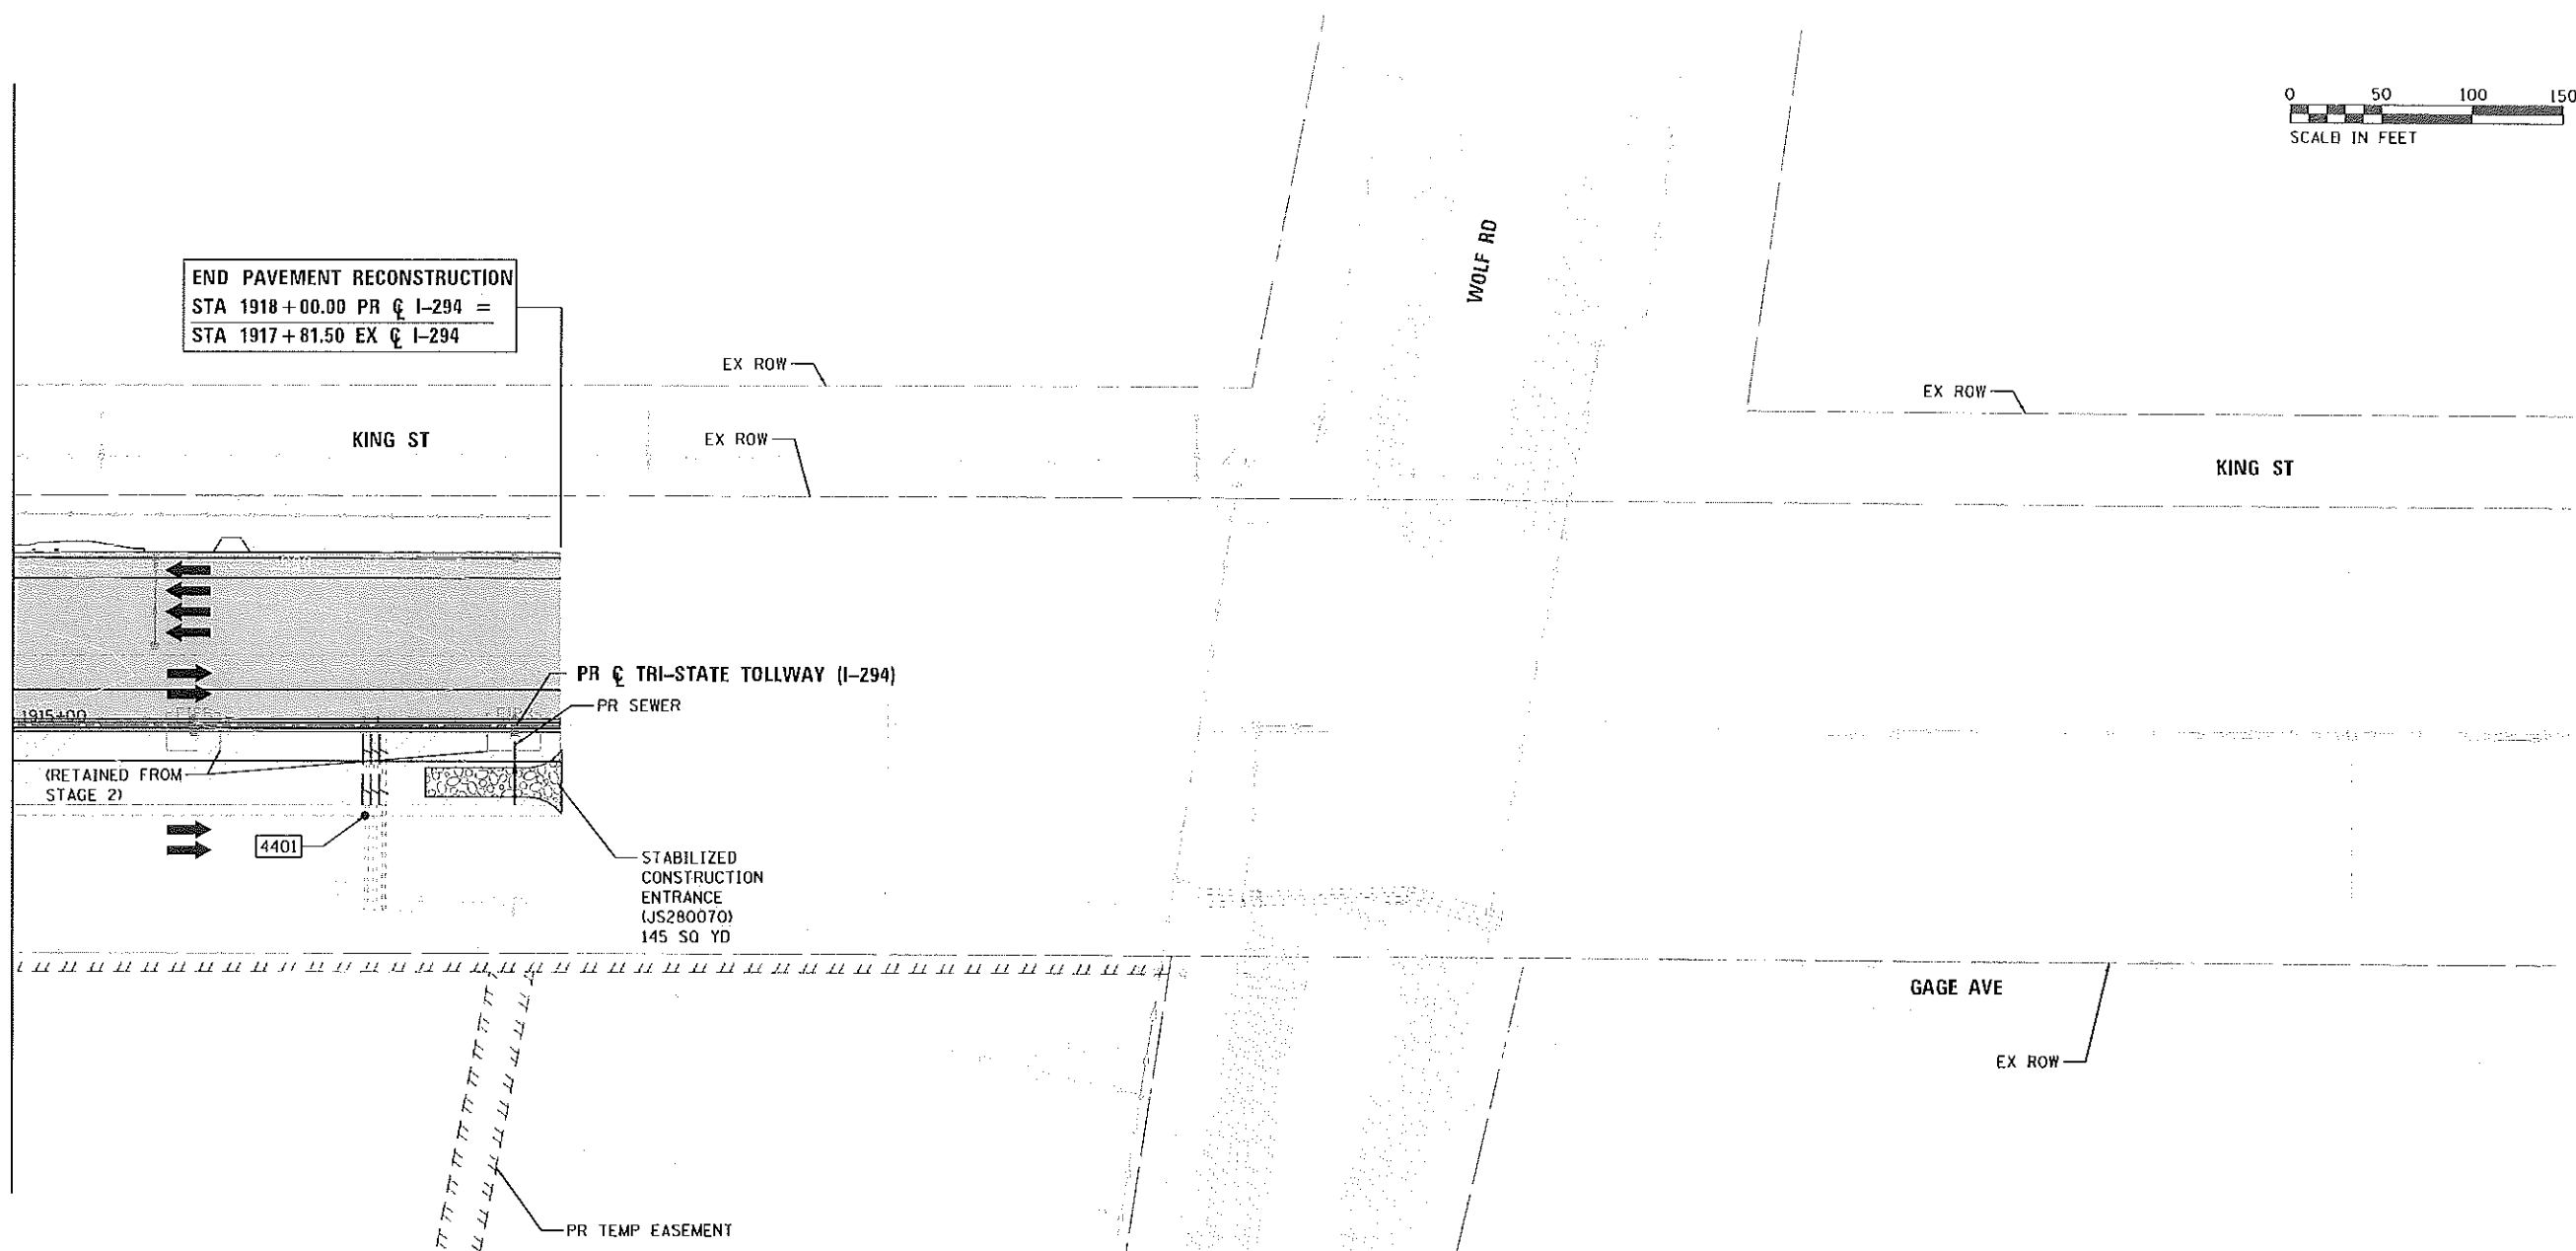 0 50 100 150
SCALE IN FEET
WOLF RD
END PAVEMENT RECONSTRUCTION
STA 1918+00.00 PR ℄ I-294 =
STA 1917+81.50 EX ℄ I-294
EX ROW
EX ROW
KING ST
EX ROW
KING ST
PR ℄ TRI-STATE TOLLWAY (I-294)
PR SEWER
1915+00
(RETAINED FROM
STAGE 2)
4401
STABILIZED
CONSTRUCTION
ENTRANCE
(JS280070)
145 SQ YD
GAGE AVE
EX ROW
PR TEMP EASEMENT